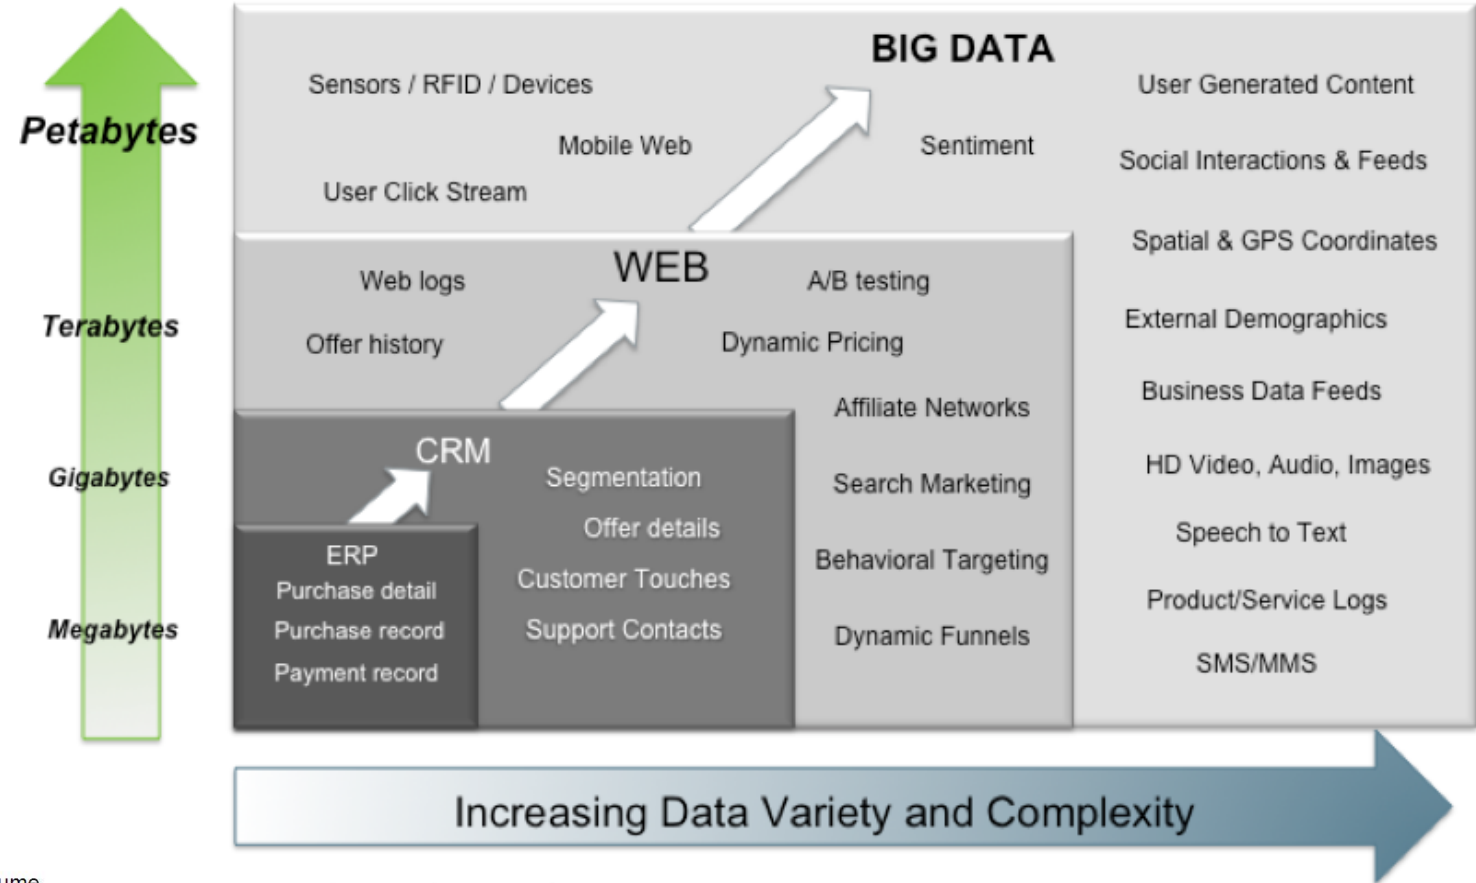 BIG DATA
Sensors / RFID / Devices
User Generated Content
Petabytes
Mobile Web
Sentiment
Social Interactions & Feeds
User Click Stream
Spatial & GPS Coordinates
WEB
Web logs
A/B testing
Terabytes
External Demographics
Offer history
Dynamic Pricing
Business Data Feeds
Affiliate Networks
CRM
HD Video, Audio, Images
Gigabytes
Segmentation
Search Marketing
Offer details
Speech to Text
ERP
Behavioral Targeting
Purchase detail
Customer Touches
Product/Service Logs
Megabytes
Purchase record
Support Contacts
Dynamic Funnels
Payment record
SMS/MMS
Increasing Data Variety and Complexity